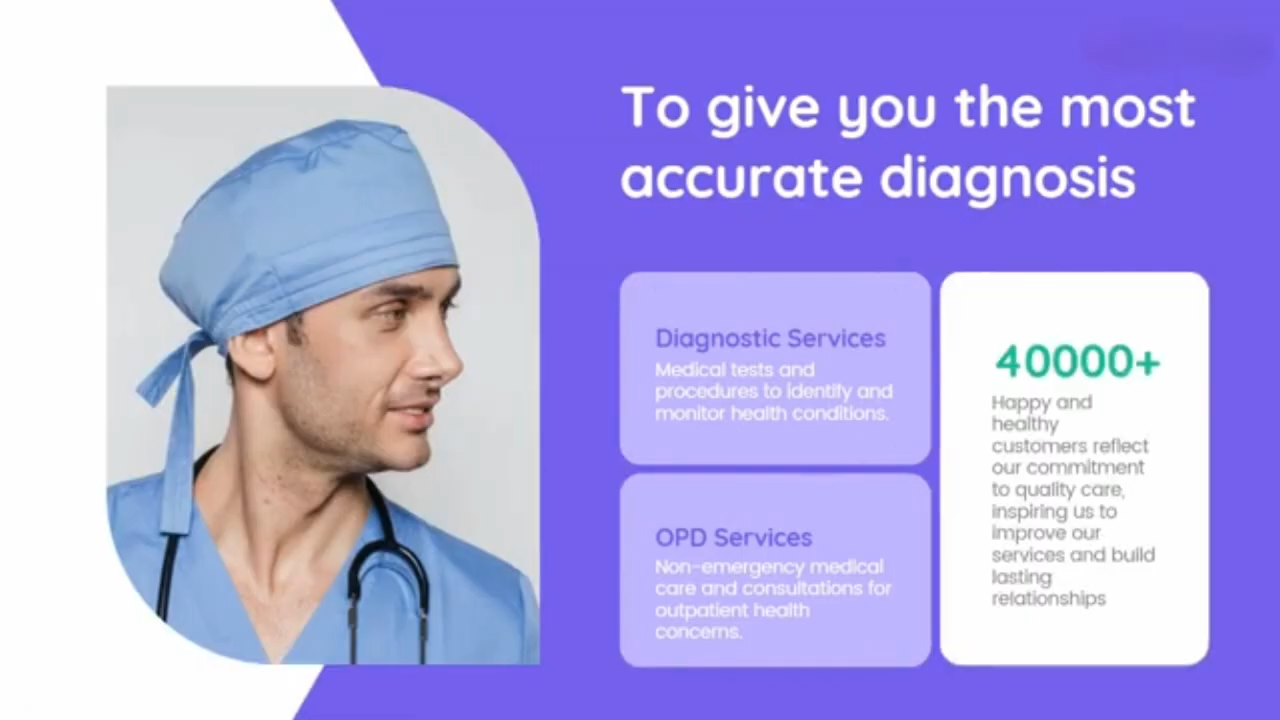 To give you the most
accurate diagnosis
Diagnostic Services
Medical tests and
procedures to identify and
monitor health conditions.
OPD Services
Non-emergency medical
care and consultations for
outpatient health
concerns.
40000+
Happy and
healthy
customers reflect
our commitment
to quality care,
inspiring us to
improve our
services and build
lasting
relationships